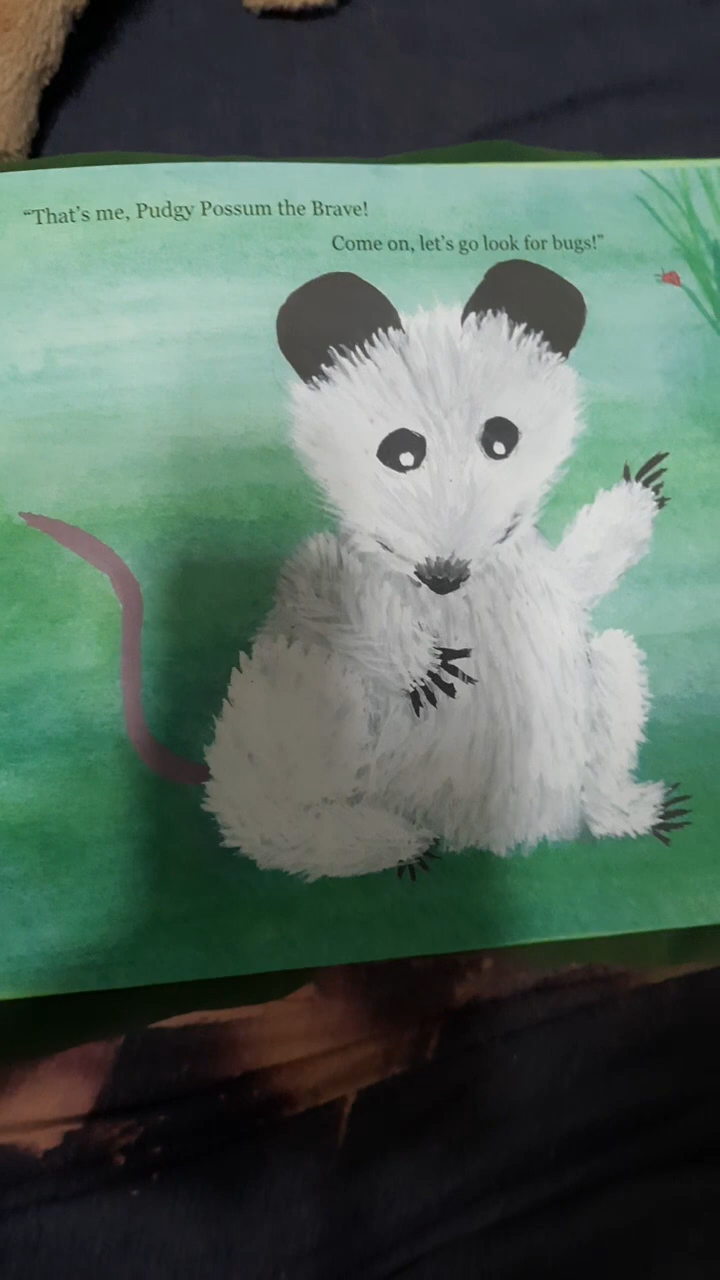 “That’s me, Pudgy Possum the Brave!
Come on, let’s go look for bugs!”